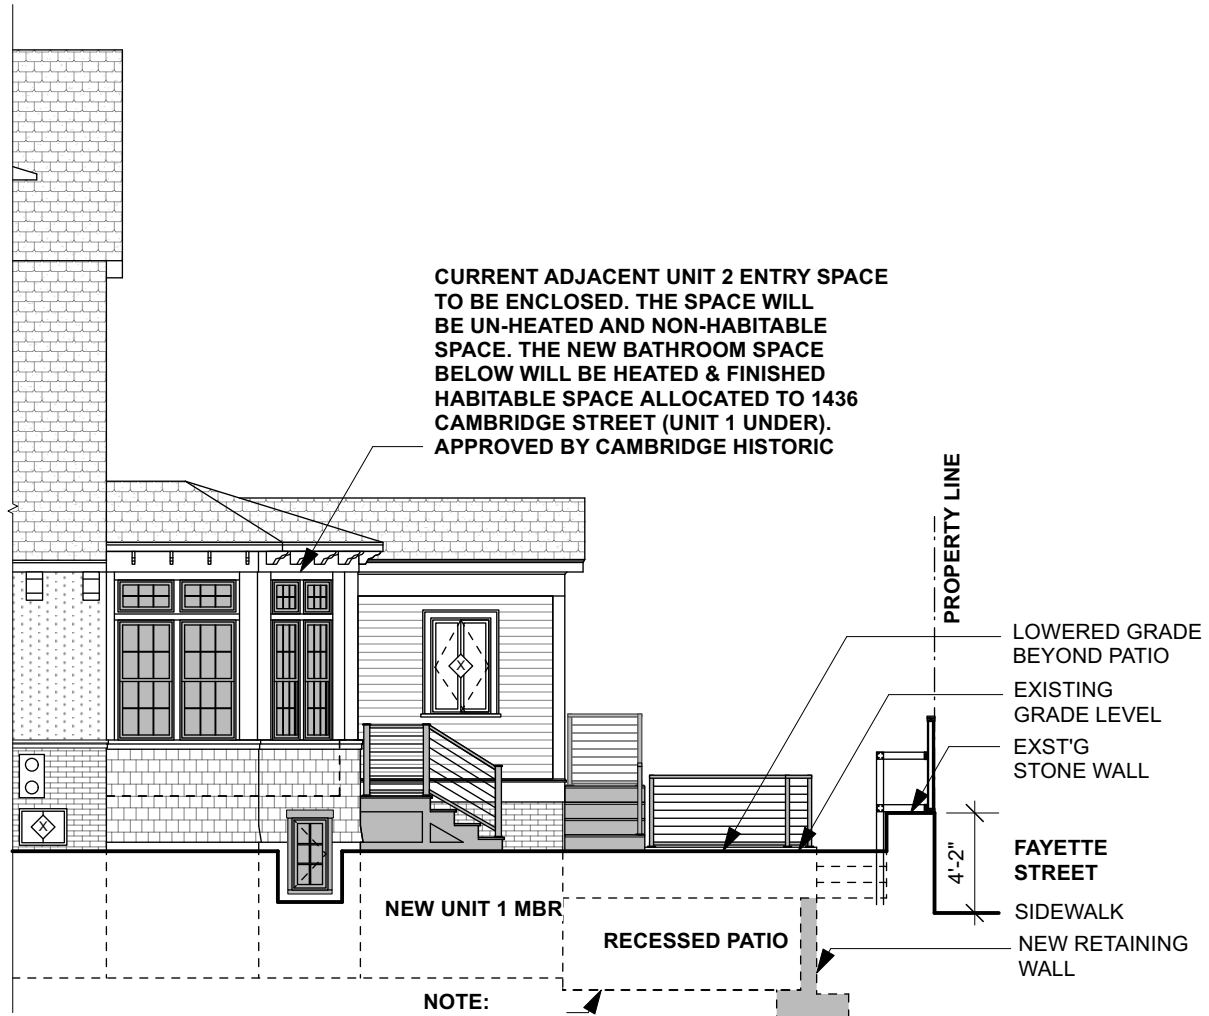 CURRENT ADJACENT UNIT 2 ENTRY SPACE
TO BE ENCLOSED. THE SPACE WILL
BE UN-HEATED AND NON-HABITABLE
SPACE. THE NEW BATHROOM SPACE
BELOW WILL BE HEATED & FINISHED
HABITABLE SPACE ALLOCATED TO 1436
CAMBRIDGE STREET (UNIT 1 UNDER).
APPROVED BY CAMBRIDGE HISTORIC
PROPERTY LINE
LOWERED GRADE
BEYOND PATIO
EXISTING
GRADE LEVEL
EXST'G
STONE WALL
X
X
4'-2"
FAYETTE
STREET
SIDEWALK
NEW UNIT 1 MBR
RECESSED PATIO
NEW RETAINING
WALL
NOTE: